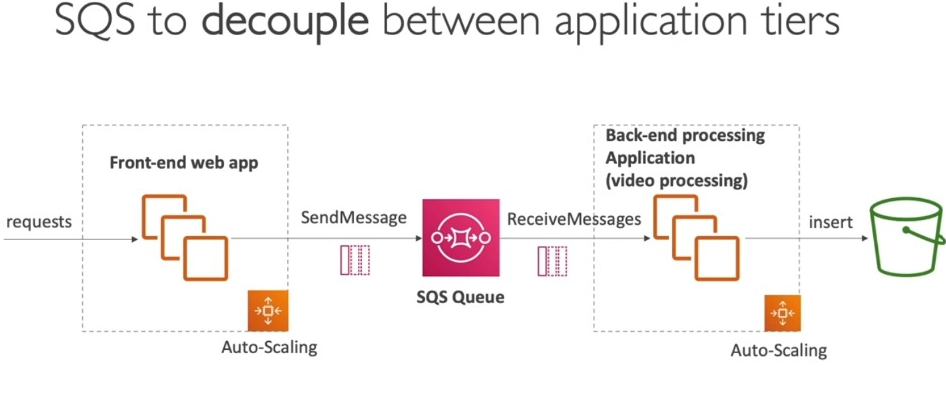 SQS to decouple between application tiers
Front-end web app
Back-end processing
Application
(video processing)
requests
SendMessage
ReceiveMessages
insert
SQS Queue
Auto-Scaling
Auto-Scaling